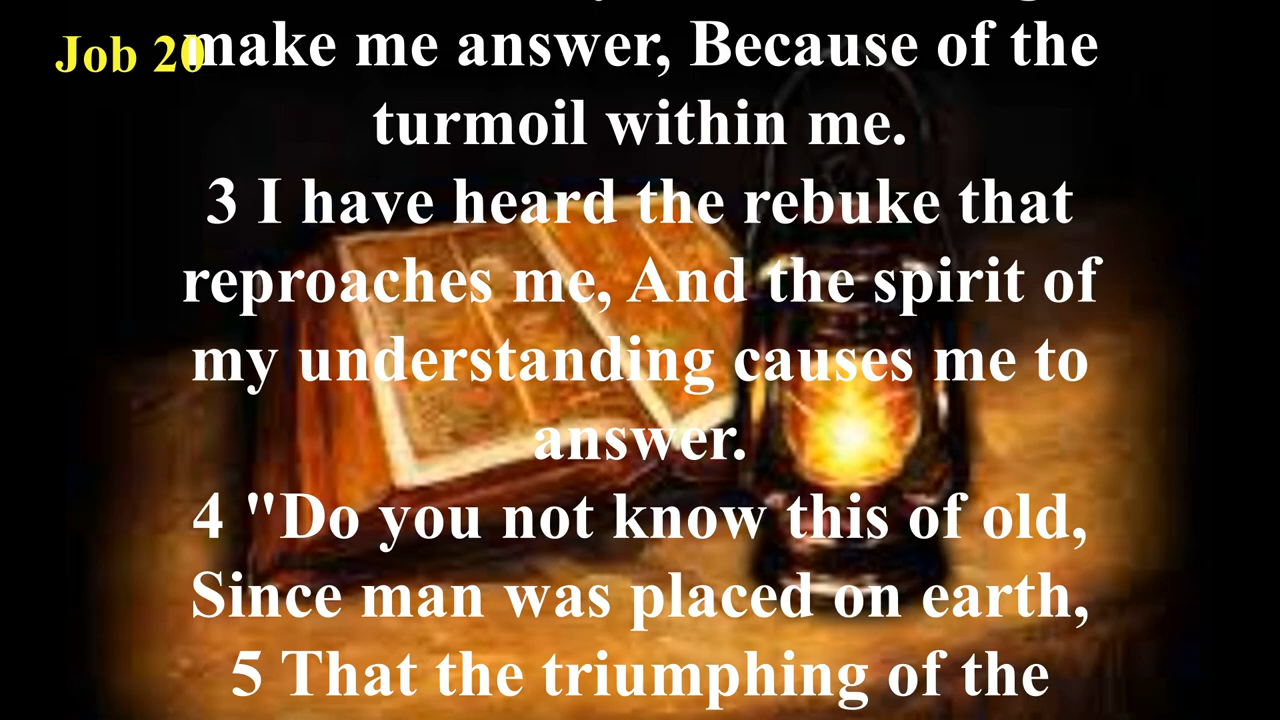 Job 20
make me answer, Because of the
turmoil within me.
3 I have heard the rebuke that
reproaches me, And the spirit of
my understanding causes me to
answer.
4 "Do you not know this of old,
Since man was placed on earth,
5 That the triumphing of the